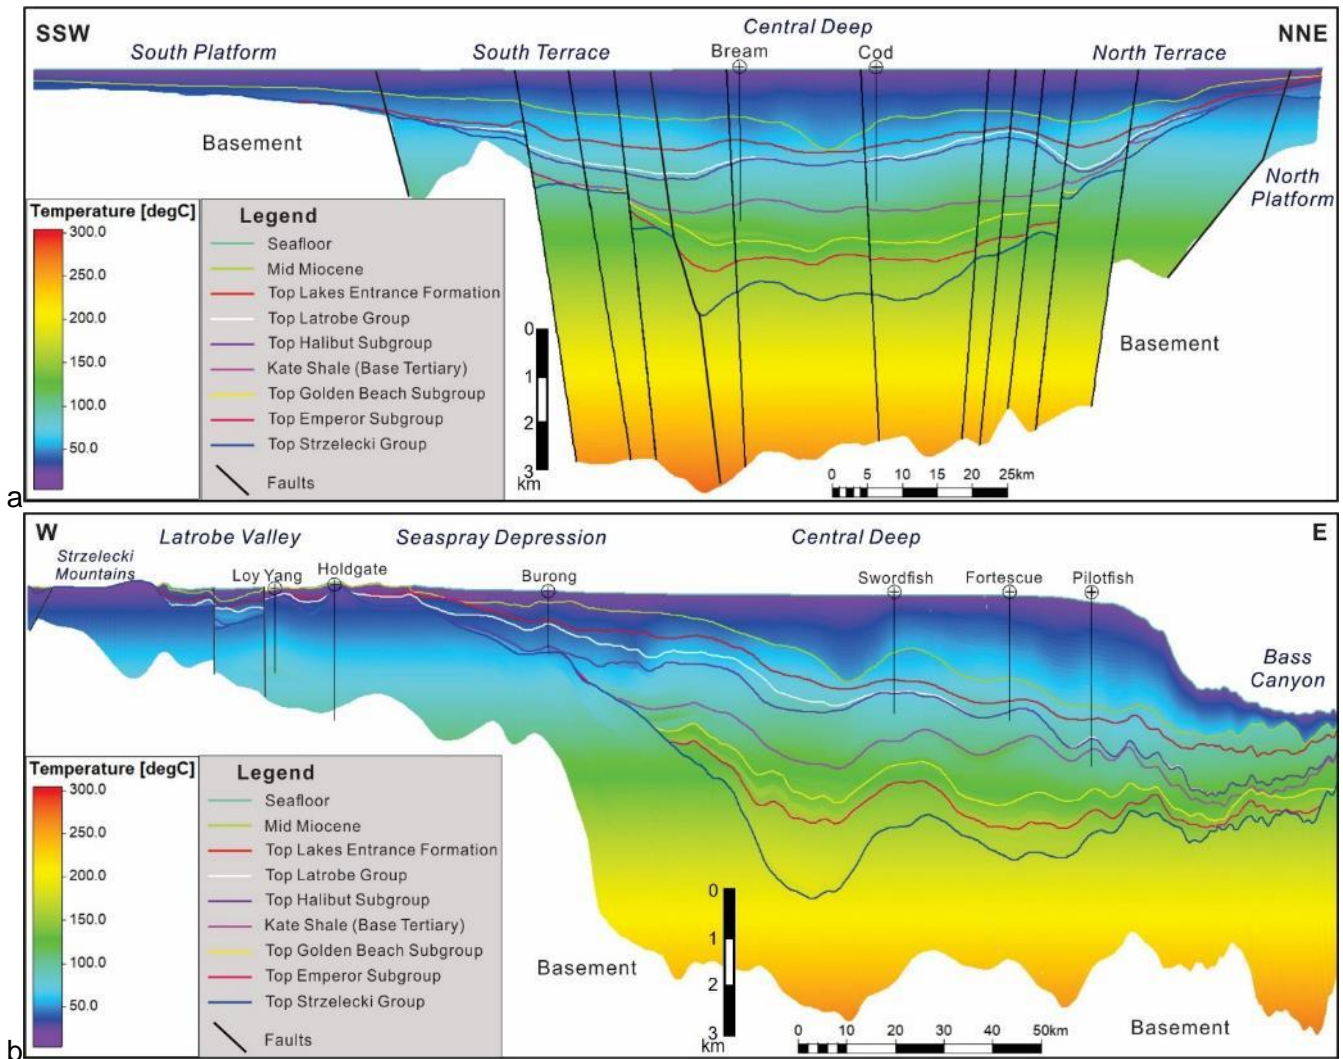 SSW
NNE
Central Deep
South Platform
South Terrace
North Terrace
Bream
Cod
Basement
North
Platform
Temperature [degC]
Legend
300.0
250.0
200.0
150.0
100.0
50.0
Seafloor
Mid Miocene
Top Lakes Entrance Formation
Top Latrobe Group
Top Halibut Subgroup
Kate Shale (Base Tertiary)
Top Golden Beach Subgroup
Top Emperor Subgroup
Top Strzelecki Group
Faults
0
1
2
3
km
Basement
0 5 10 15 20 25km
a
W
E
Latrobe Valley
Seaspray Depression
Central Deep
Strzelecki
Mountains
Loy Yang
Holdgate
Burong
Swordfish
Fortescue
Pilotfish
Bass
Canyon
Temperature [degC]
Legend
300.0
250.0
200.0
150.0
100.0
50.0
Seafloor
Mid Miocene
Top Lakes Entrance Formation
Top Latrobe Group
Top Halibut Subgroup
Kate Shale (Base Tertiary)
Top Golden Beach Subgroup
Top Emperor Subgroup
Top Strzelecki Group
Faults
Basement
0
1
2
3
km
0 10 20 30 40 50km
Basement
b